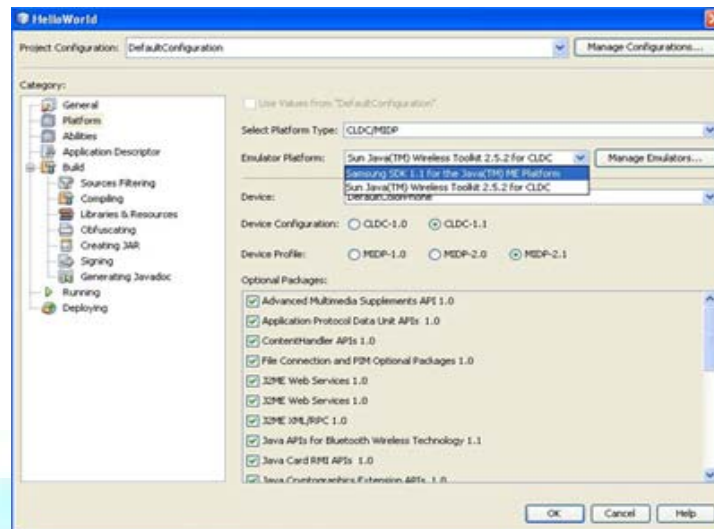 HelloWorld
Project Configuration: DefaultConfiguration Manage Configurations...
Category:
General
Platform
Abilities
Application Descriptor
Build
Sources Filtering
Compiling
Libraries & Resources
Obfuscating
Creating JAR
Signing
Generating Javadoc
Running
Deploying
Use Values from "DefaultConfiguration"
Select Platform Type: CLDC/MIDP
Emulator Platform: Sun Java(TM) Wireless Toolkit 2.5.2 for CLDC Manage Emulators...
Samsung SDK 1.1 for the Java(TM) ME Platform
Sun Java(TM) Wireless Toolkit 2.5.2 for CLDC
Device: DefaultColorPhone
Device Configuration: CLDC-1.0 CLDC-1.1
Device Profile: MIDP-1.0 MIDP-2.0 MIDP-2.1
Optional Packages:
Advanced Multimedia Supplements API 1.0
Application Protocol Data Unit APIs 1.0
ContentHandler APIs 1.0
File Connection and PIM Optional Packages 1.0
J2ME Web Services 1.0
J2ME Web Services 1.0
J2ME XML/RPC 1.0
Java APIs for Bluetooth Wireless Technology 1.1
Java Card RMI APIs 1.0
Java Cryptographics Extension APIs 1.0
OK Cancel Help